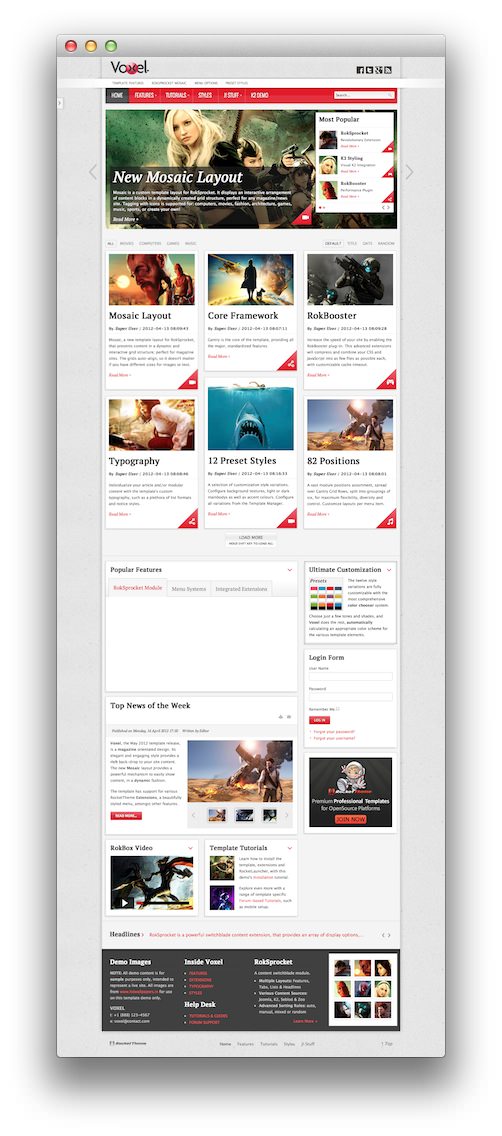 Voxel.
TEMPLATE FEATURES ROKSPROCKET MOSAIC MENU OPTIONS PRESET STYLES
HOME FEATURES TUTORIALS STYLES J! STUFF K2 DEMO
Search...
New Mosaic Layout
Mosaic is a custom template layout for RokSprocket. It displays an interactive arrangement
of content blocks in a dynamically created grid structure, perfect for any magazine/news
site. Tagging with icons is supported for: computers, movies, fashion, architecture, games,
music, sports, or create your own!
Read More »
Most Popular
RokSprocket
Revolutionary Extension
Read More »
K2 Styling
Visual K2 Integration
Read More »
RokBooster
Performance Plugin
Read More »
ALL MOVIES COMPUTERS GAMES MUSIC
DEFAULT TITLE DATE RANDOM
Mosaic Layout
By Super User / 2012-04-13 08:09:43
Mosaic, a new template layout for RokSprocket,
that presents content in a dynamic and
interactive grid structure; perfect for magazine
sites. The grids auto-align, so it doesn't matter
if you have different sizes for images or text.
Read More »
Core Framework
By Super User / 2012-04-13 08:07:11
Gantry is the core of the template, providing all
the major, standardized features.
Read More »
RokBooster
By Super User / 2012-04-13 08:09:28
Increase the speed of your site by enabling the
RokBooster plug-in. This advanced extensions
will compress and combine your CSS and
JavaScript into as few files as possible each,
with customizable cache timeout.
Read More »
Typography
By Super User / 2012-04-13 08:08:46
Individualize your article and/or modular
content with the template's custom
typography, such as a plethora of list formats
and notice styles.
Read More »
12 Preset Styles
By Super User / 2012-04-13 08:16:33
A selection of customizable style variations.
Configure background textures, light or dark
mainbodys as well as accent colours. Configure
all variations from the Template Manager.
Read More »
82 Positions
By Super User / 2012-04-13 08:08:01
A vast module positions assortment, spread
over Gantry Grid Rows, split into groupings of
six, for maximum flexibility, diversity and
control. Customize layouts per menu item.
Read More »
LOAD MORE
HOLD SHIFT KEY TO LOAD ALL
Popular Features
RokSprocket Module Menu Systems Integrated Extensions
Ultimate Customization
Presets
The twelve style
variations are fully
customizable with the
most comprehensive
color chooser system.
Choose just a few tones and shades, and
Voxel does the rest, automatically
calculating an appropriate color scheme for
the various template elements.
Login Form
User Name
Password
Remember Me
LOG IN
Forgot your password?
Forgot your username?
Top News of the Week
Published on Monday, 16 April 2012 17:30 Written by Editor
Voxel, the May 2012 template release,
is a magazine orientated design. Its
elegant and engaging style provides a
rich back-drop to your site content.
The new Mosaic layout provides a
powerful mechanism to easily show
content, in a dynamic fashion.
The template has support for various
RocketTheme Extensions, a beautifully
styled menu, amongst other features.
READ MORE...
RocketTheme
Premium Professional Templates
for OpenSource Platforms
JOIN NOW
RokBox Video
Template Tutorials
Learn how to install the
template, extensions and
RocketLauncher, with this
demo's installation tutorial
Explore even more with a
range of template specific
Forum-based Tutorials, such
as mobile setup.
Headlines RokSprocket is a powerful switchblade content extension, that provides an array of display options,...
Demo Images
NOTE: All demo content is for
sample purposes only, intended to
represent a live site. All images are
use
on this template demo only.
VOXEL
t: +1 (888) 123-4567
e: voxel@contact.com
Inside Voxel
FEATURES
EXTENSIONS
TYPOGRAPHY
STYLES
Help Desk
TUTORIALS & GUIDES
FORUM SUPPORT
RokSprocket
A content switchblade module.
Multiple Layouts: Features,
Tabs, Lists & Headlines
Various Content Sources:
Joomla, K2, Seblod & Zoo
Advanced Sorting Rules: auto,
manual, mixed or random
Learn More »
RocketTheme
Home Features Tutorials Styles J! Stuff
↑ Top